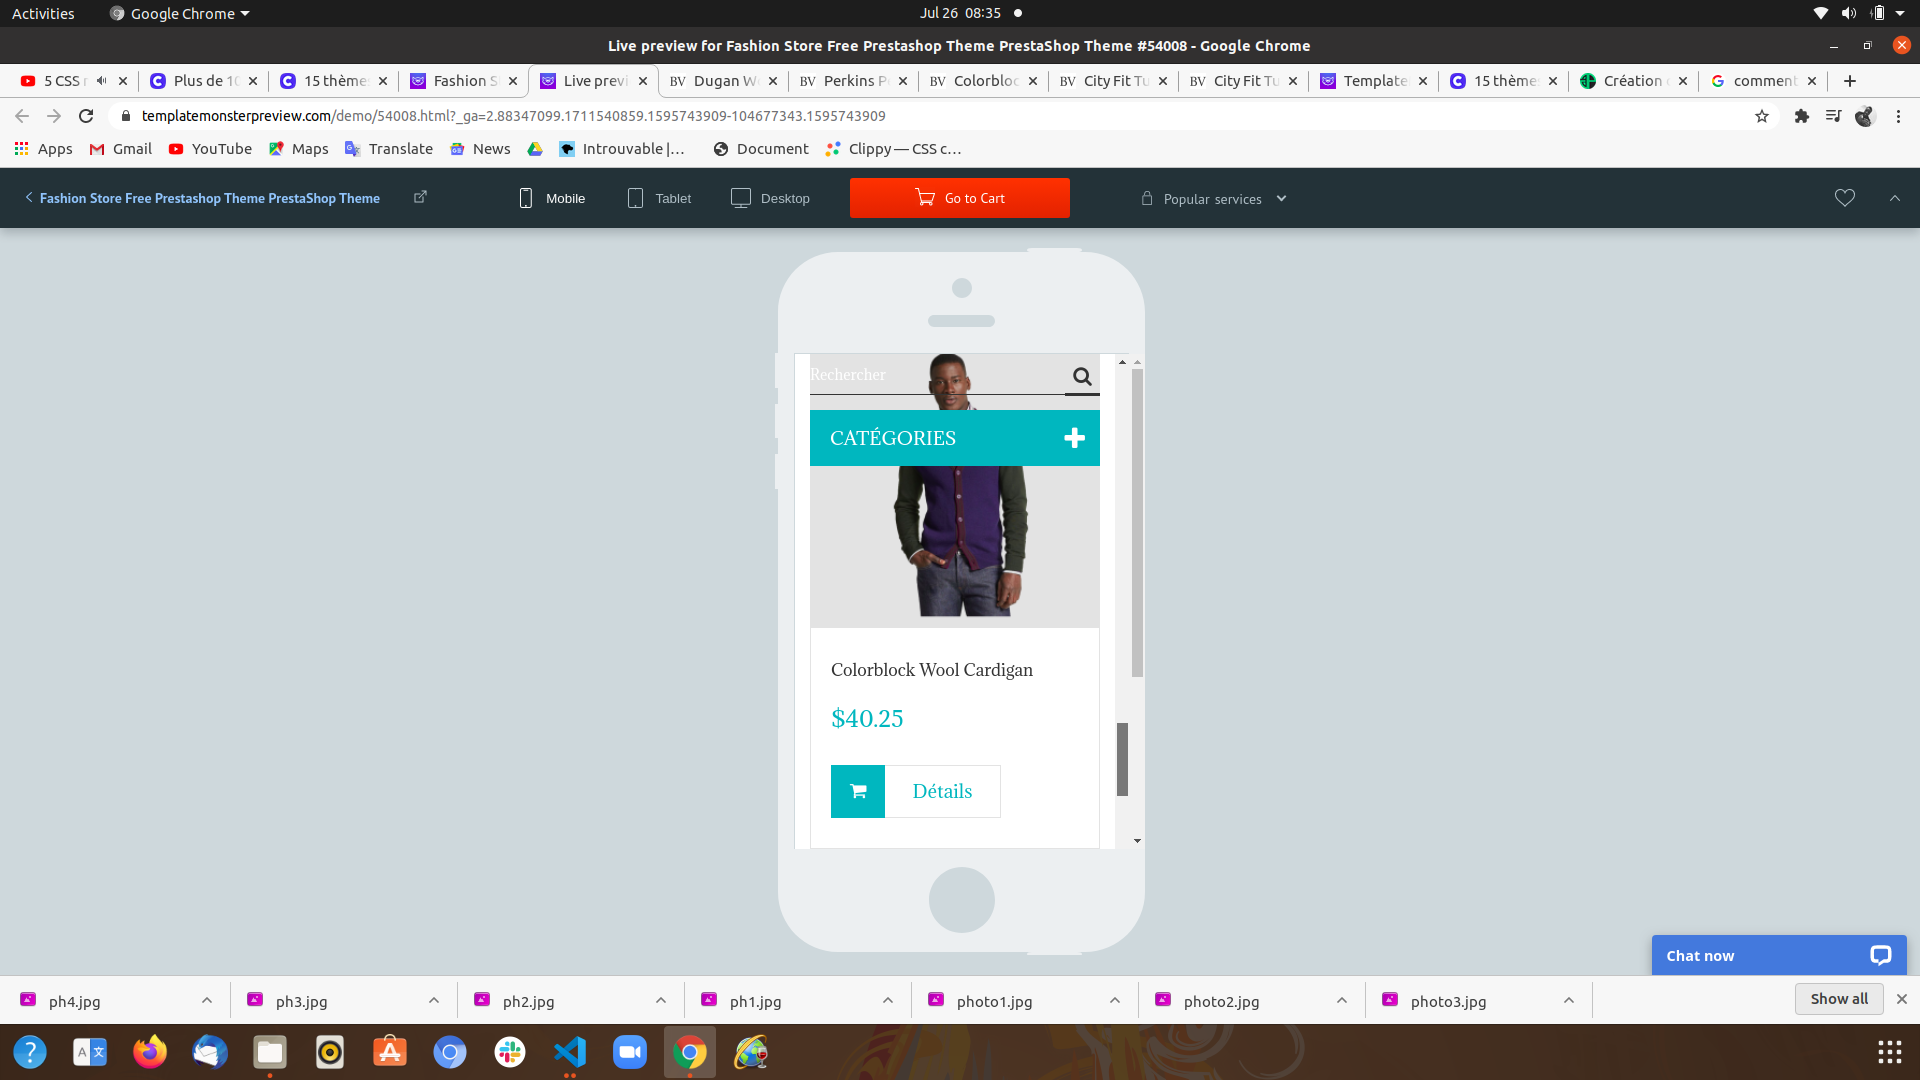 Activities
Google Chrome
Jul 26 08:35
Live preview for Fashion Store Free Prestashop Theme PrestaShop Theme #54008 - Google Chrome
5 CSS
Plus de 10
15 thème
Fashion S
Live previ
BV Dugan W
BV Perkins P
BV Colorbloc
BV City Fit Tu
BV City Fit Tu
Template
15 thème
Création
comment
templatemonsterpreview.com/demo/54008.html?_ga=2.88347099.1711540859.1595743909-104677343.1595743909
Apps
Gmail
YouTube
Maps
Translate
News
Introuvable |...
Document
Clippy — CSS c...
Fashion Store Free Prestashop Theme PrestaShop Theme
Mobile
Tablet
Desktop
Go to Cart
Popular services
Rechercher
CATÉGORIES
Colorblock Wool Cardigan
$40.25
Détails
Chat now
ph4.jpg
ph3.jpg
ph2.jpg
ph1.jpg
photo1.jpg
photo2.jpg
photo3.jpg
Show all